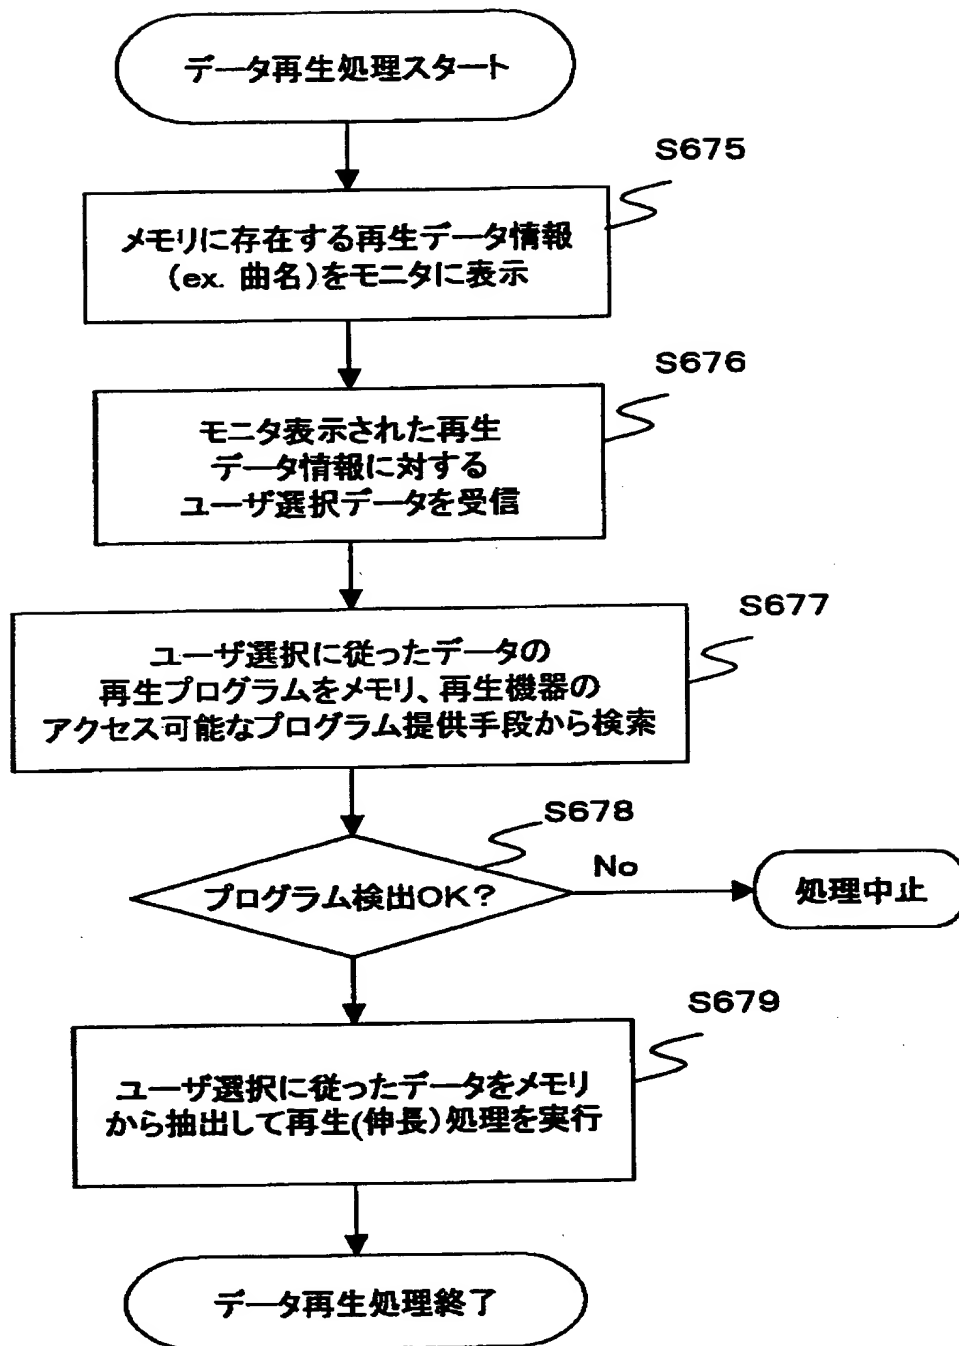 データ再生処理スタート
S675
メモリに存在する再生データ情報
(ex. 曲名)をモニタに表示
S676
モニタ表示された再生
データ情報に対する
ユーザ選択データを受信
S677
ユーザ選択に従ったデータの
再生プログラムをメモリ、再生機器の
アクセス可能なプログラム提供手段から検索
S678
プログラム検出OK?
No
処理中止
S679
ユーザ選択に従ったデータをメモリ
から抽出して再生(伸長)処理を実行
データ再生処理終了